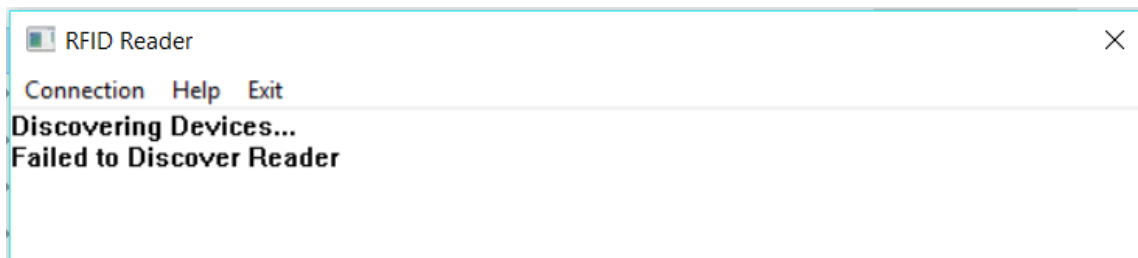 RFID Reader
Connection Help Exit
Discovering Devices...
Failed to Discover Reader